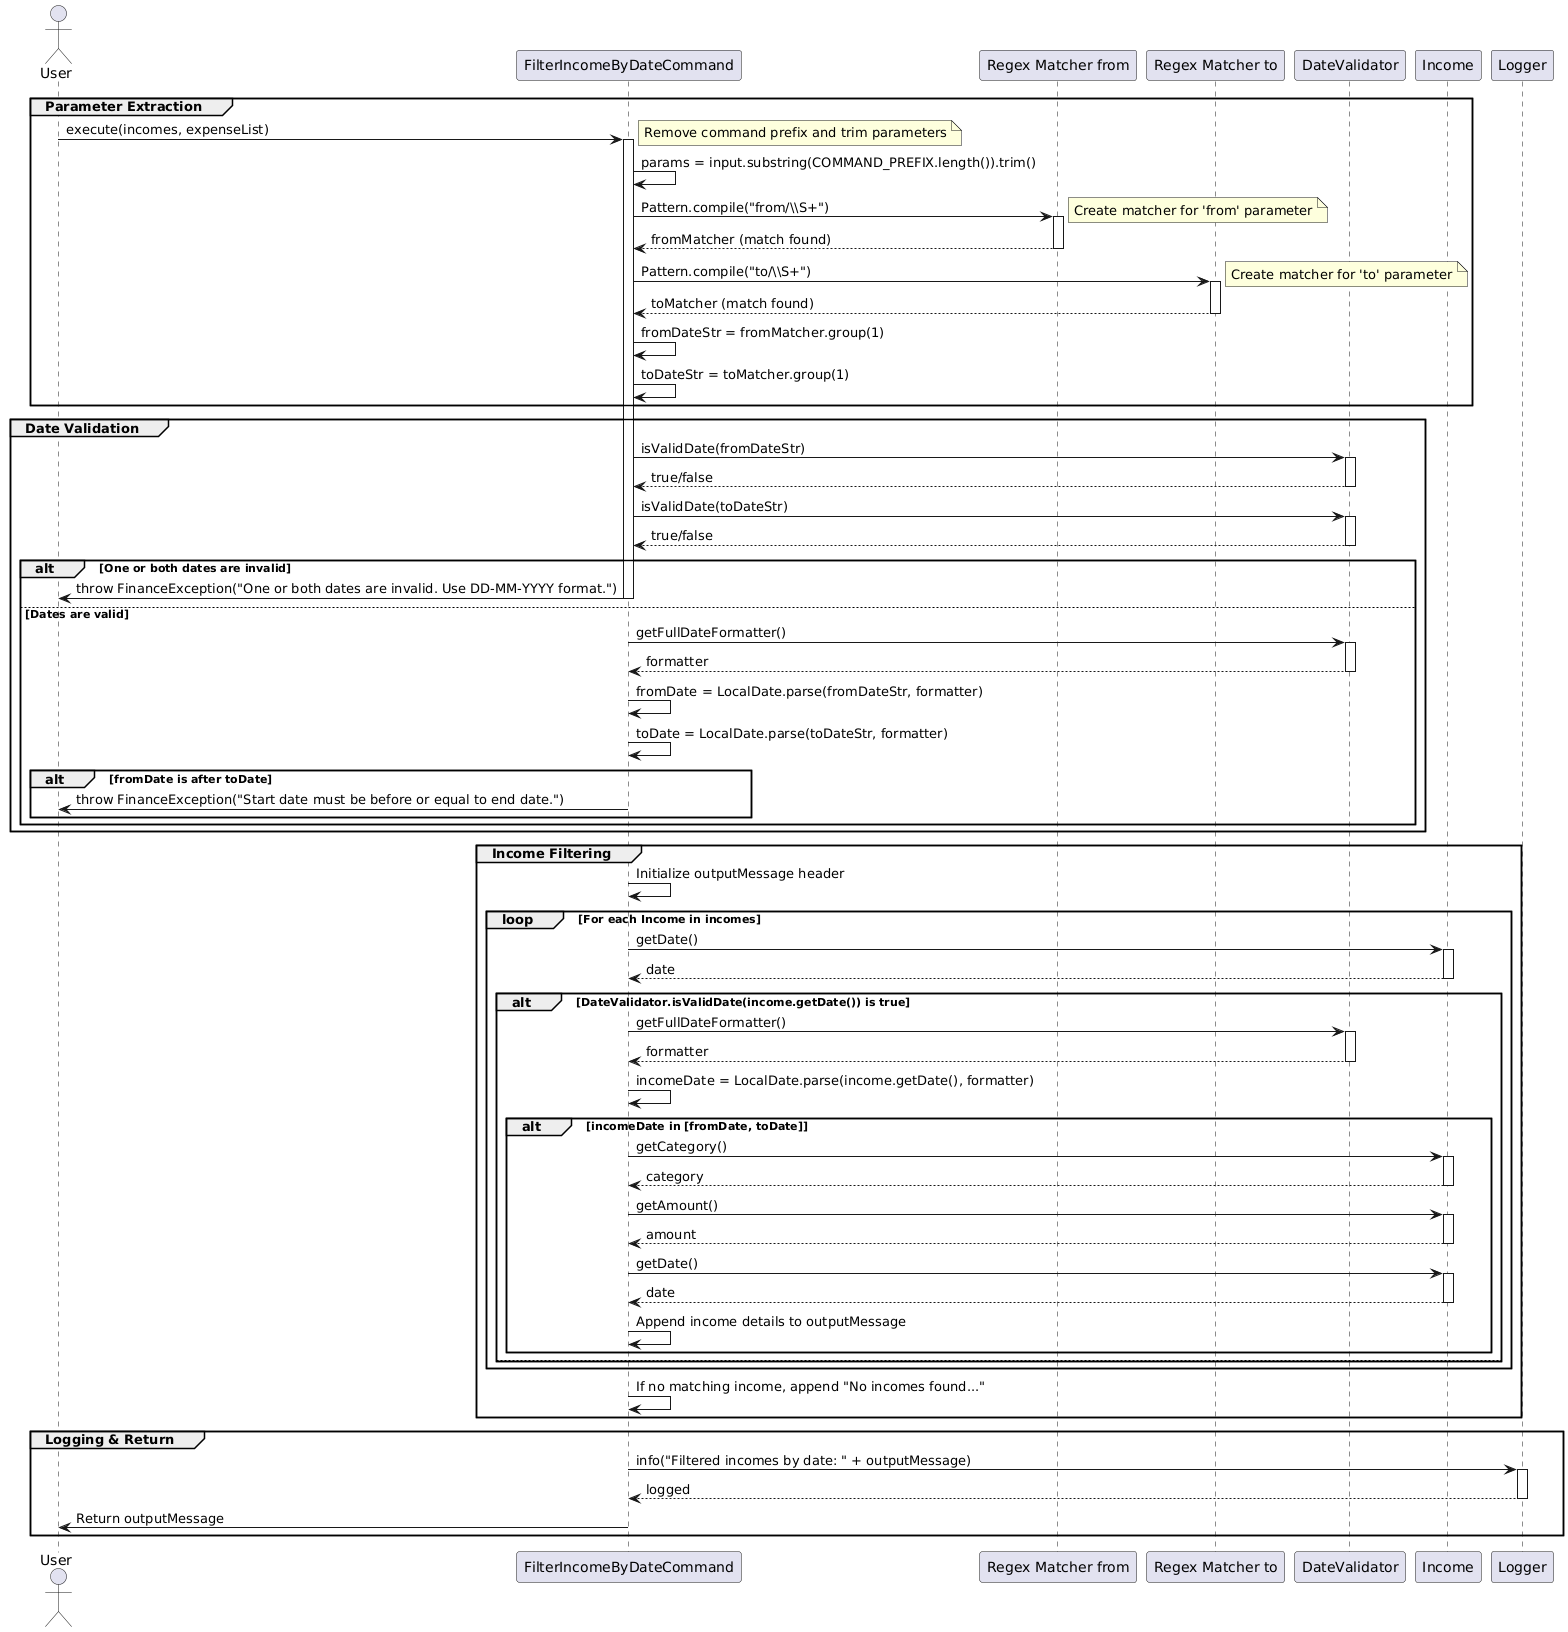 User
FilterIncomeByDateCommand
Regex Matcher from
Regex Matcher to
DateValidator
Income
Logger
Parameter Extraction
execute(incomes, expenseList)
Remove command prefix and trim parameters
params = input.substring(COMMAND_PREFIX.length()).trim()
Pattern.compile("from/\\S+")
Create matcher for 'from' parameter
fromMatcher (match found)
Pattern.compile("to/\\S+")
Create matcher for 'to' parameter
toMatcher (match found)
fromDateStr = fromMatcher.group(1)
toDateStr = toMatcher.group(1)
Date Validation
isValidDate(fromDateStr)
true/false
isValidDate(toDateStr)
true/false
alt [One or both dates are invalid]
throw FinanceException("One or both dates are invalid. Use DD-MM-YYYY format.")
[Dates are valid]
getFullDateFormatter()
formatter
fromDate = LocalDate.parse(fromDateStr, formatter)
toDate = LocalDate.parse(toDateStr, formatter)
alt [fromDate is after toDate]
throw FinanceException("Start date must be before or equal to end date.")
Income Filtering
Initialize outputMessage header
loop [For each Income in incomes]
getDate()
date
alt [DateValidator.isValidDate(income.getDate()) is true]
getFullDateFormatter()
formatter
incomeDate = LocalDate.parse(income.getDate(), formatter)
alt [incomeDate in [fromDate, toDate]]
getCategory()
category
getAmount()
amount
getDate()
date
Append income details to outputMessage
If no matching income, append "No incomes found..."
Logging & Return
info("Filtered incomes by date: " + outputMessage)
logged
Return outputMessage
User
FilterIncomeByDateCommand
Regex Matcher from
Regex Matcher to
DateValidator
Income
Logger